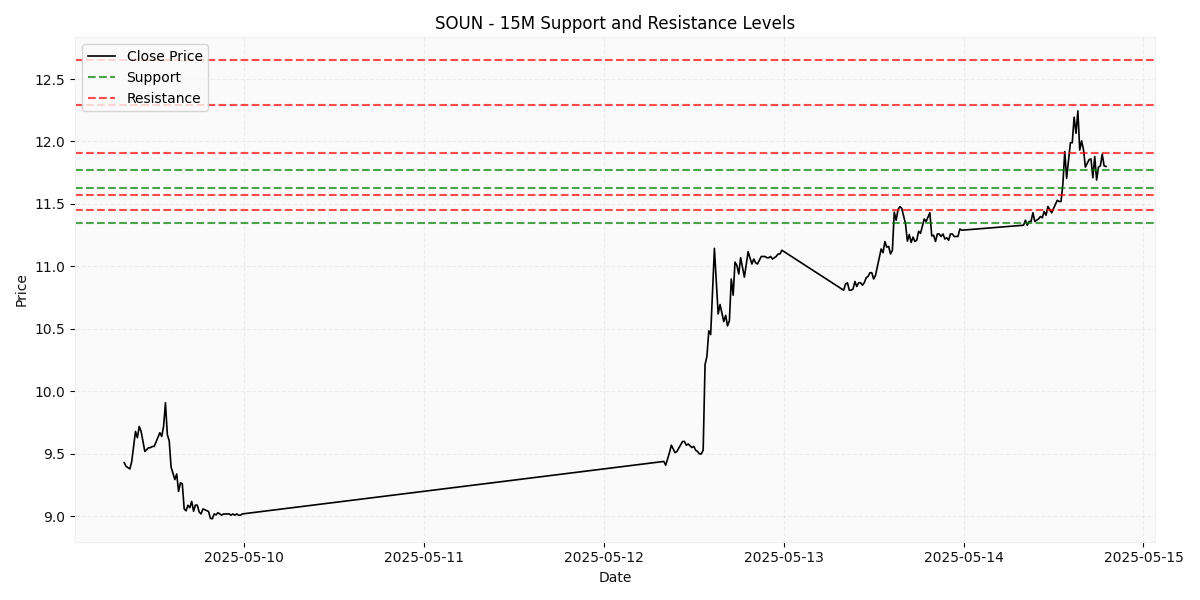 SOUN - 15M Support and Resistance Levels
Close Price
Support
Resistance
12.5
12.0
11.5
11.0
10.5
10.0
9.5
9.0
Price
2025-05-10
2025-05-11
2025-05-12
2025-05-13
2025-05-14
2025-05-15
Date